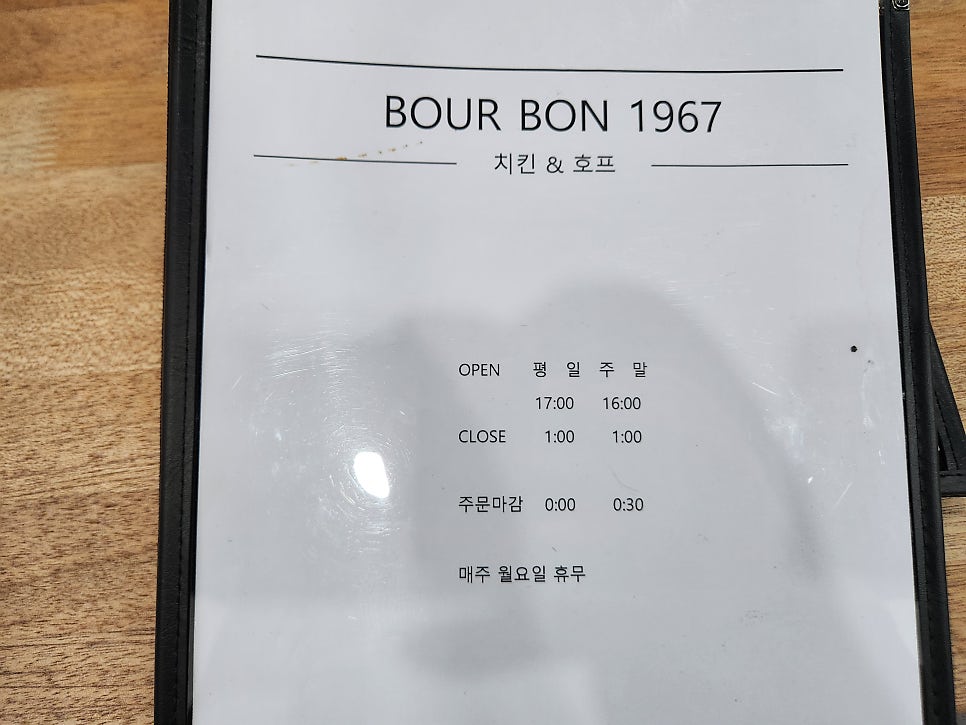 BOUR BON 1967
치킨 & 호프
OPEN 평 일 주 말
17:00 16:00
CLOSE 1:00 1:00
주문마감 0:00 0:30
매주 월요일 휴무